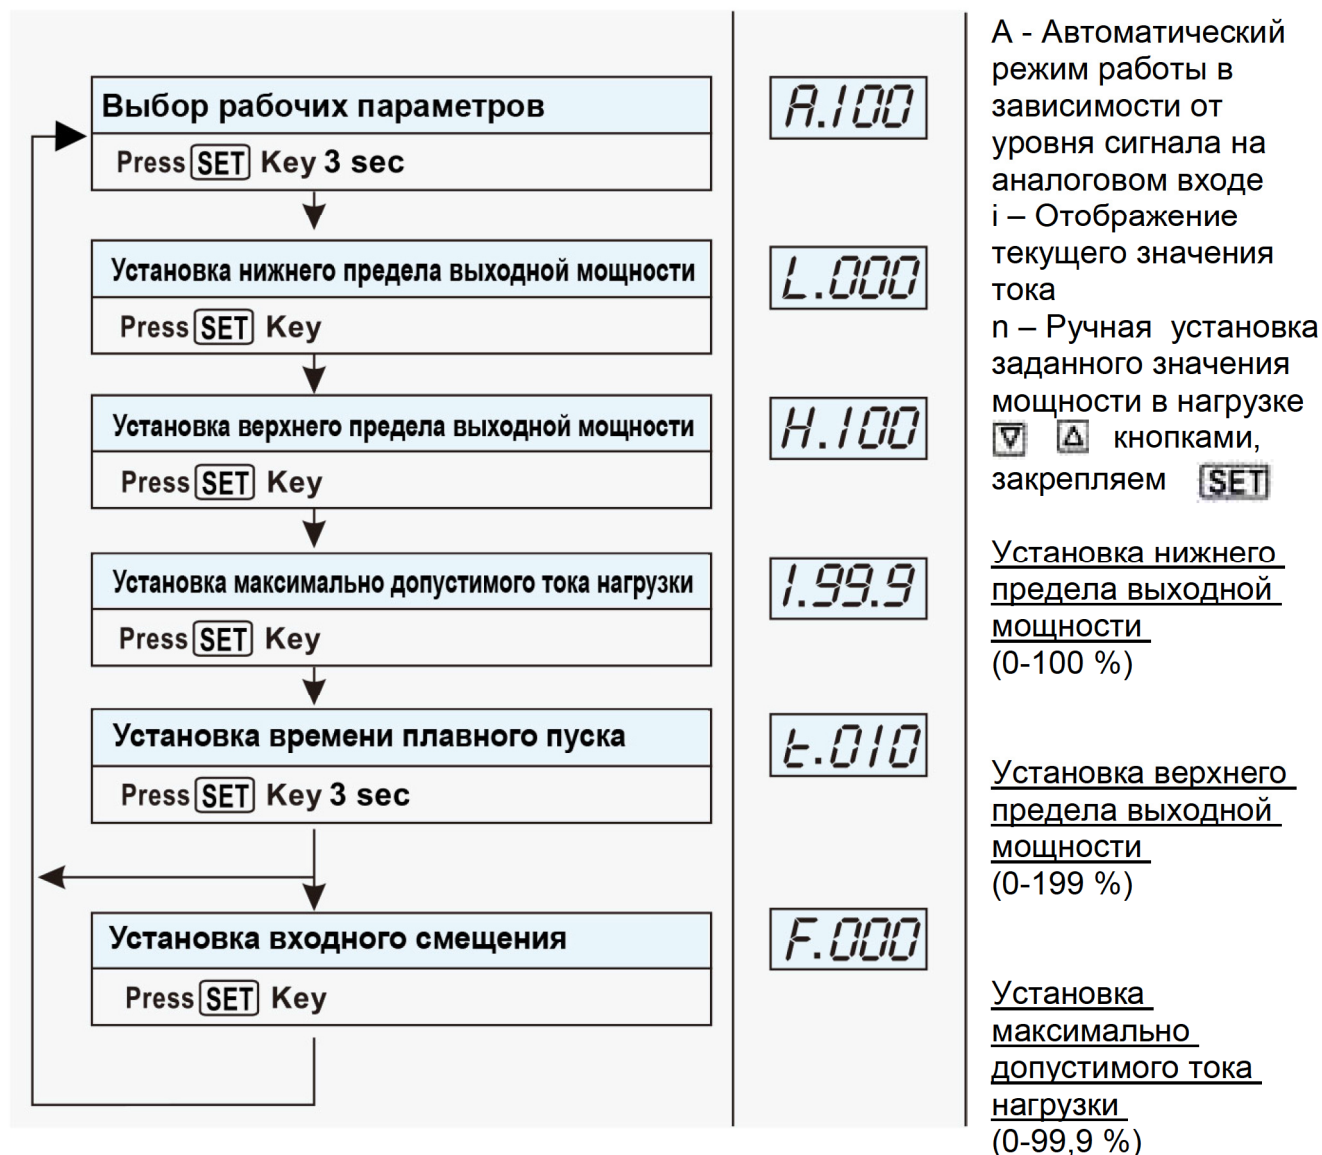 Выбор рабочих параметров
Press SET Key 3 sec
A.100
Установка нижнего предела выходной мощности
Press SET Key
L.000
Установка верхнего предела выходной мощности
Press SET Key
H.100
Установка максимально допустимого тока нагрузки
Press SET Key
I.99.9
Установка времени плавного пуска
Press SET Key 3 sec
t.010
Установка входного смещения
Press SET Key
F.000
А - Автоматический
режим работы в
зависимости от
уровня сигнала на
аналоговом входе
i – Отображение
текущего значения
тока
n – Ручная установка
заданного значения
мощности в нагрузке
кнопками,
закрепляем SET
Установка нижнего
предела выходной
мощности
(0-100 %)
Установка верхнего
предела выходной
мощности
(0-199 %)
Установка
максимально
допустимого тока
нагрузки
(0-99,9 %)